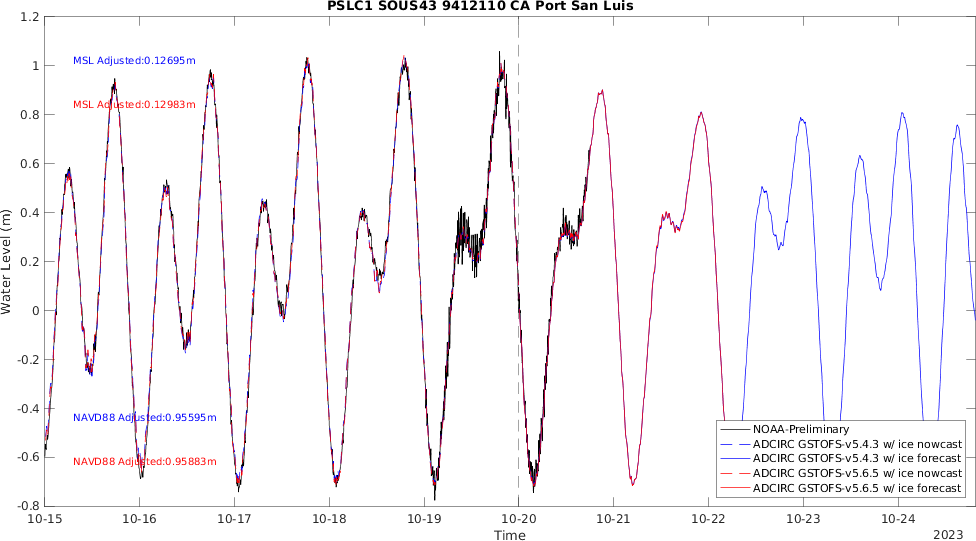 PSLC1 SOUS43 9412110 CA Port San Luis
1.2
1
0.8
0.6
0.4
0.2
0
-0.2
-0.4
-0.6
-0.8
Water Level (m)
MSL Adjusted:0.12695m
MSL Adjusted:0.12983m
NAVD88 Adjusted:0.95595m
NAVD88 Adjusted:0.95883m
NOAA-Preliminary
ADCIRC GSTOFS-v5.4.3 w/ ice nowcast
ADCIRC GSTOFS-v5.4.3 w/ ice forecast
ADCIRC GSTOFS-v5.6.5 w/ ice nowcast
ADCIRC GSTOFS-v5.6.5 w/ ice forecast
10-15 10-16 10-17 10-18 10-19 10-20 10-21 10-22 10-23 10-24
Time
2023